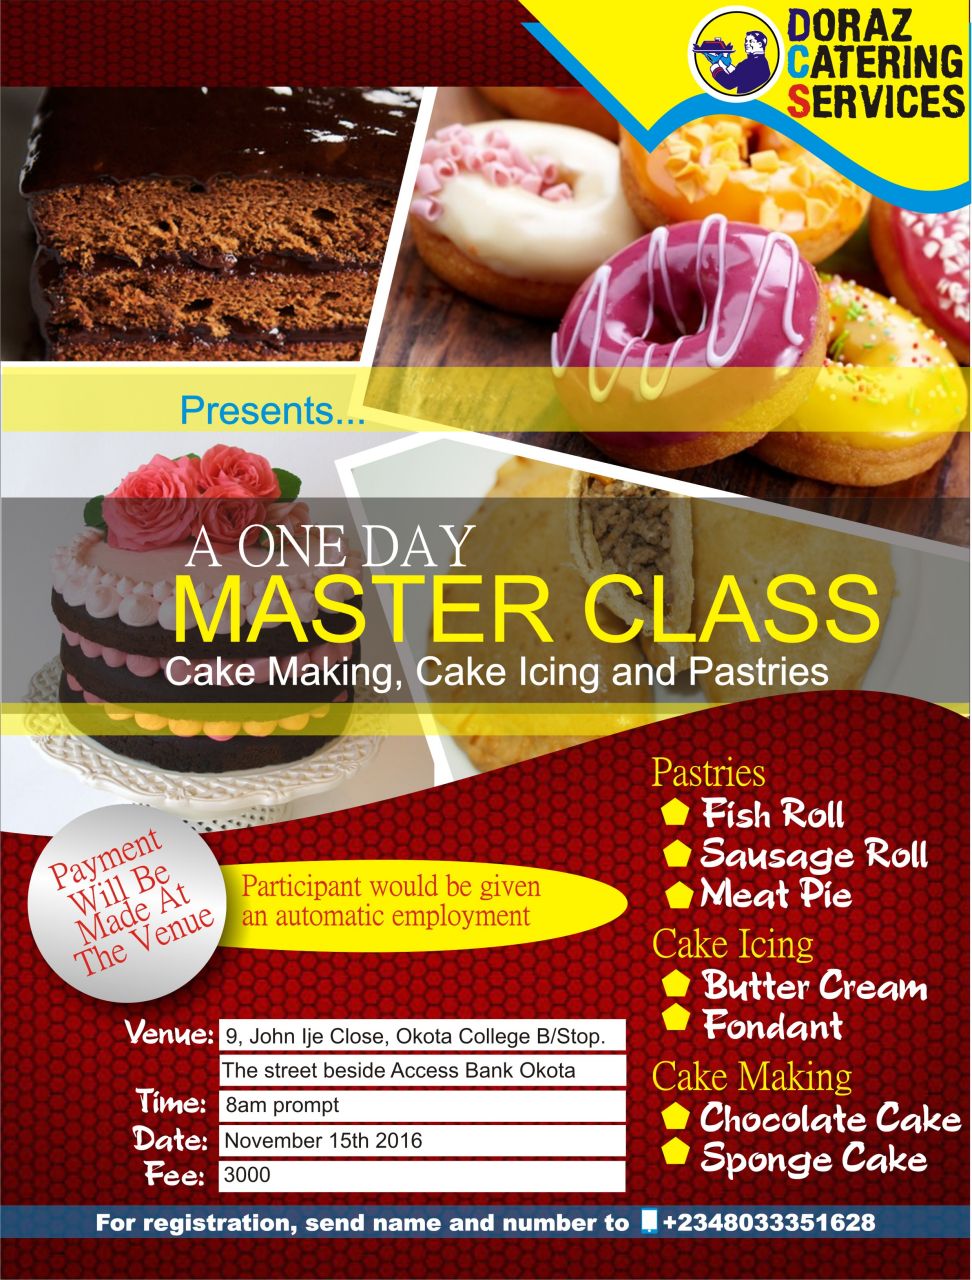 DORAZ
CATERING
SERVICES
Presents...
A ONE DAY
MASTER CLASS
Cake Making, Cake Icing and Pastries
Pastries
Fish Roll
Sausage Roll
Meat Pie
Cake Icing
Butter Cream
Fondant
Cake Making
Chocolate Cake
Sponge Cake
Payment
Will Be
Made At
The Venue
Participant would be given
an automatic employment
Venue: 9, John Ije Close, Okota College B/Stop.
The street beside Access Bank Okota
Time: 8am prompt
Date: November 15th 2016
Fee: 3000
For registration, send name and number to +2348033351628